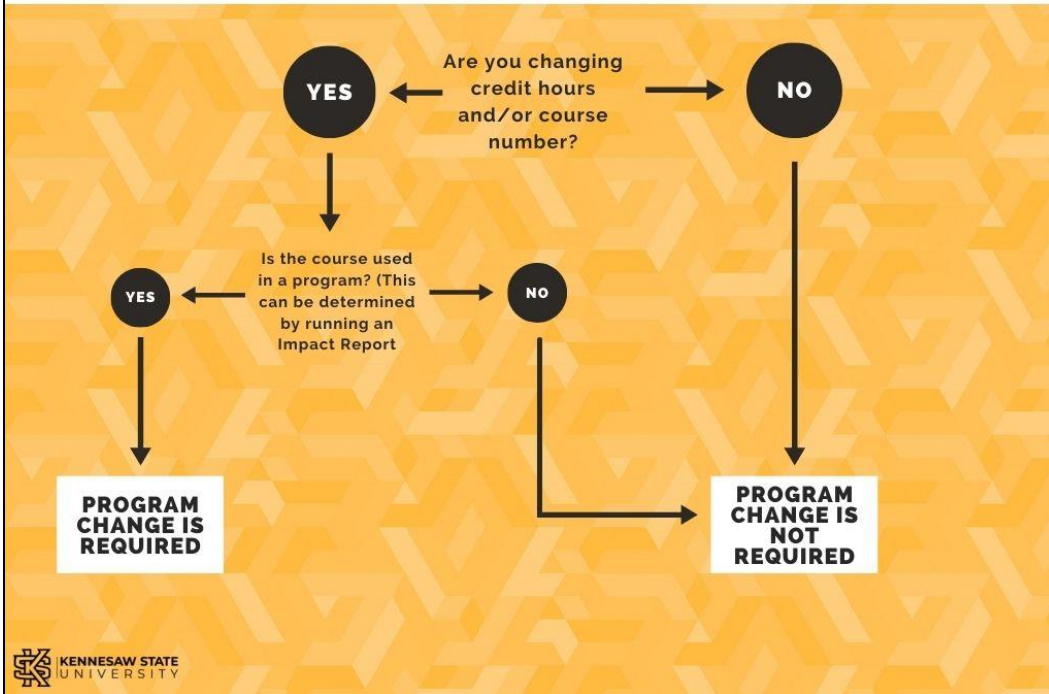 Are you changing
credit hours
and/or course
number?
YES
NO
Is the course used
in a program? (This
can be determined
by running an
Impact Report
YES
NO
PROGRAM
CHANGE IS
REQUIRED
PROGRAM
CHANGE IS
NOT
REQUIRED
KS
KENNESAW STATE
UNIVERSITY